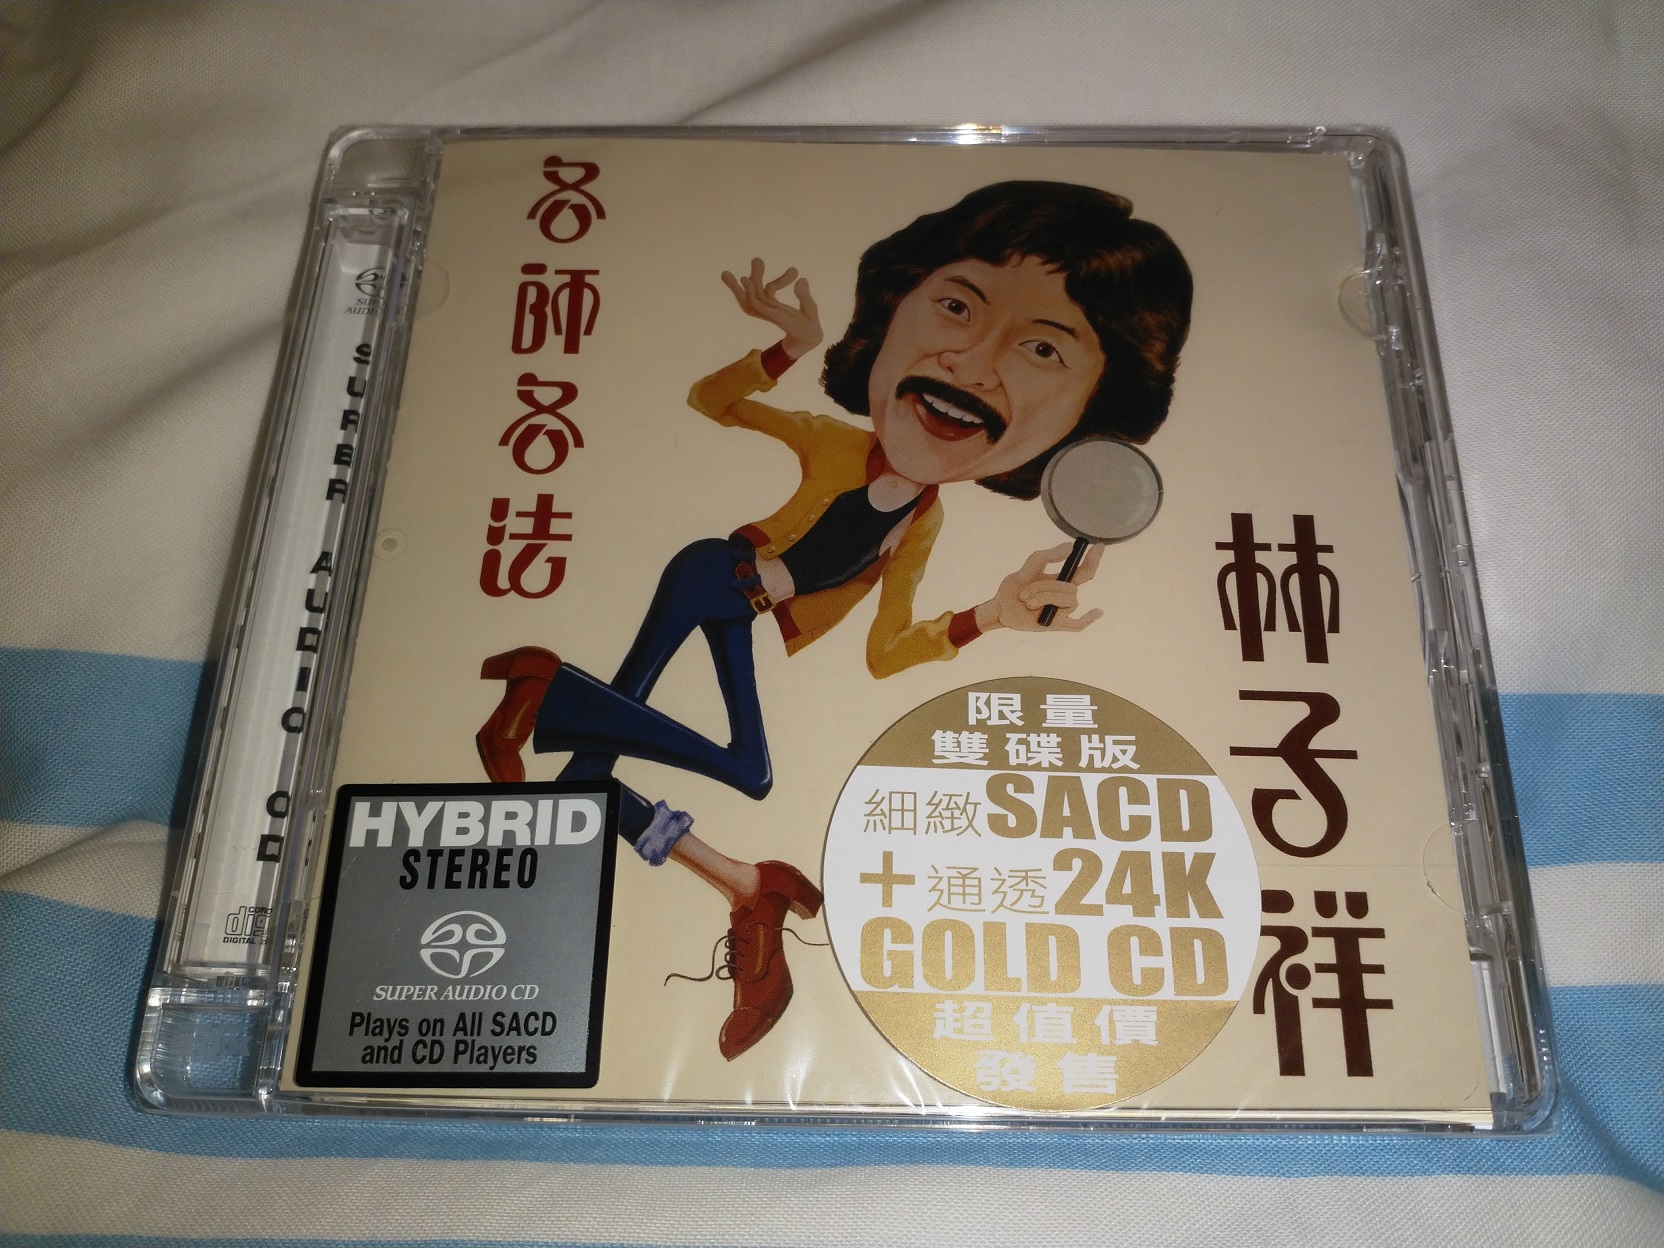 各師各法
林子祥
SUPER AUDIO CD
HYBRID
STEREO
SUPER AUDIO CD
Plays on All SACD
and CD Players
限量
雙碟版
細緻SACD
+通透24K
GOLD CD
超值價
發售